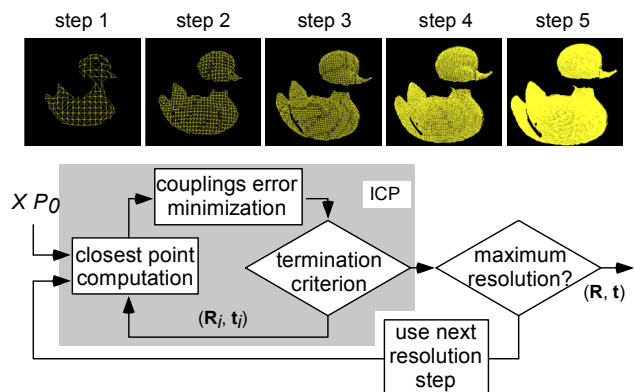 step 1 step 2 step 3 step 4 step 5
couplings error
minimization
ICP
X P0
closest point
computation
termination
criterion
maximum
resolution?
(R, t)
(Ri, ti)
use next
resolution
step